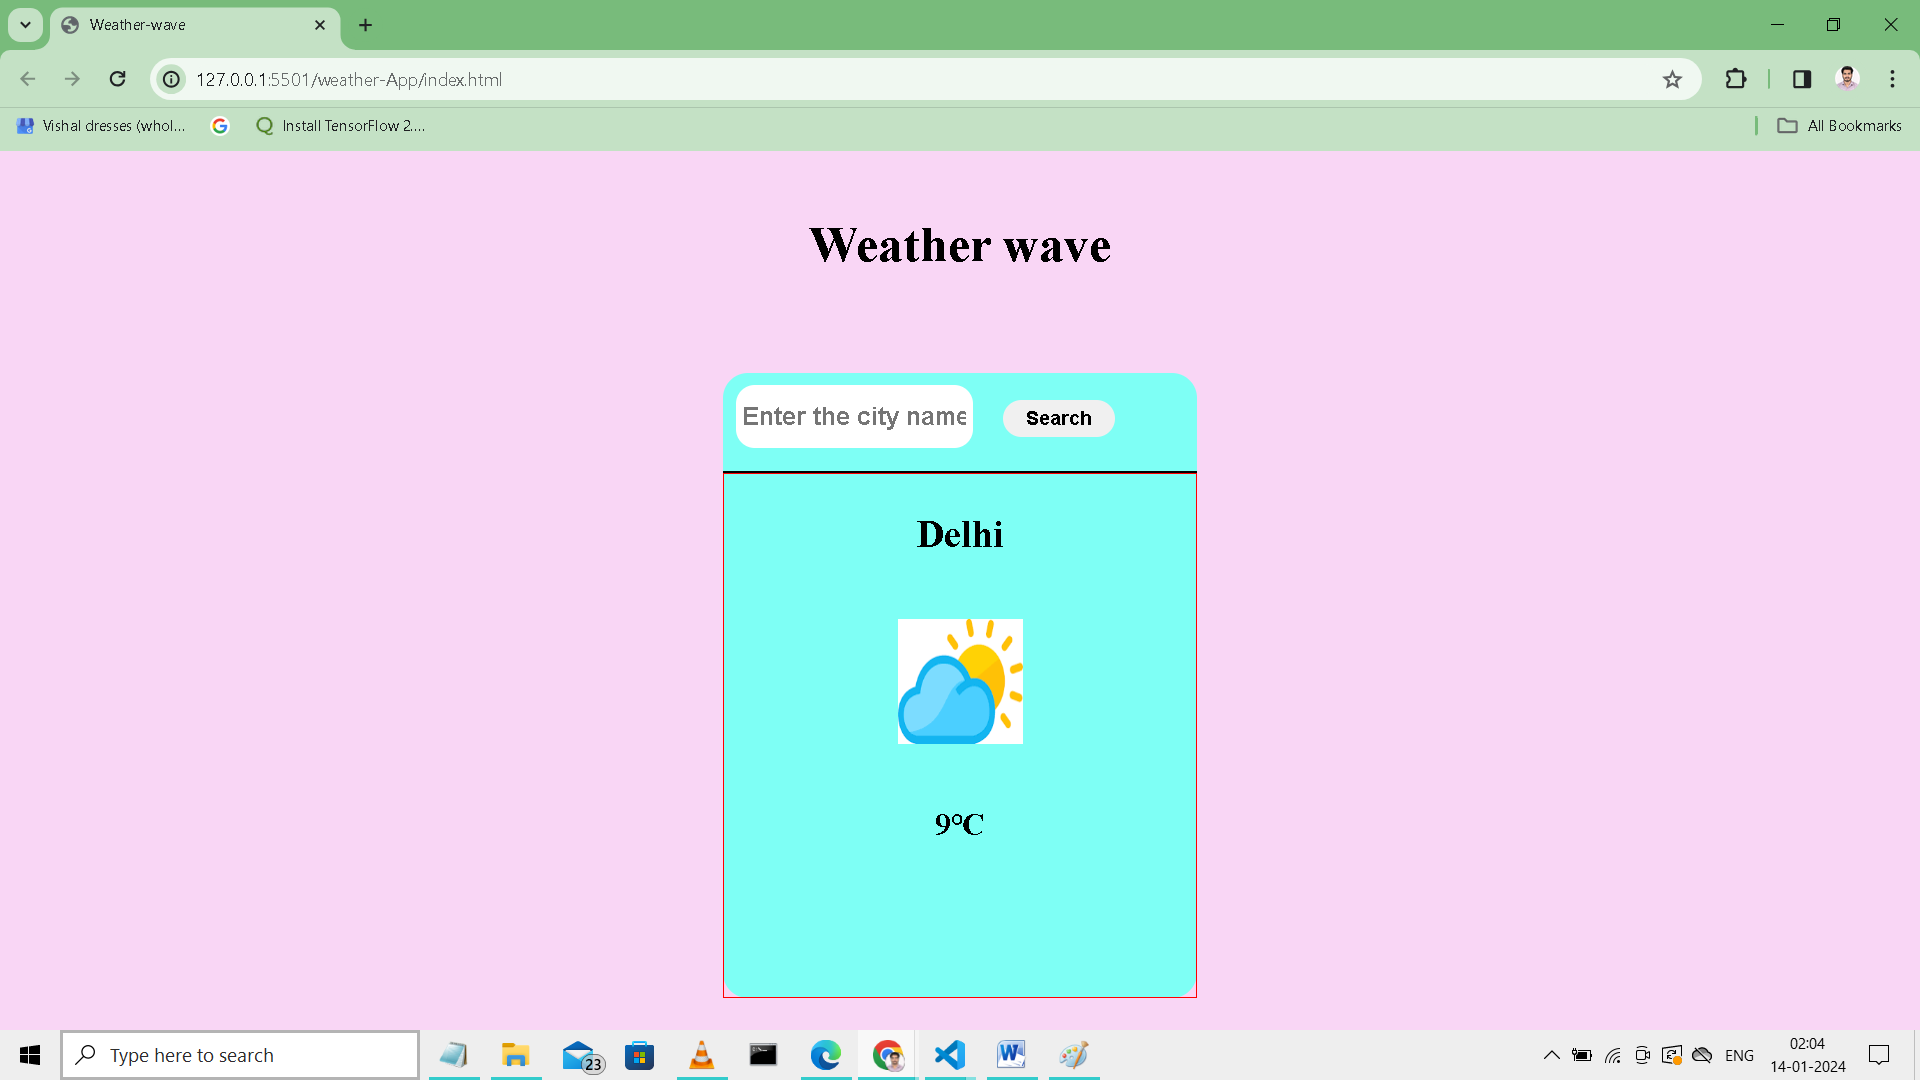 Weather-wave
127.0.0.1:5501/weather-App/index.html
Vishal dresses (whol...
Install TensorFlow 2....
All Bookmarks
Weather wave
Enter the city name
Search
Delhi
9°C
Type here to search
23
ENG
02:04
14-01-2024